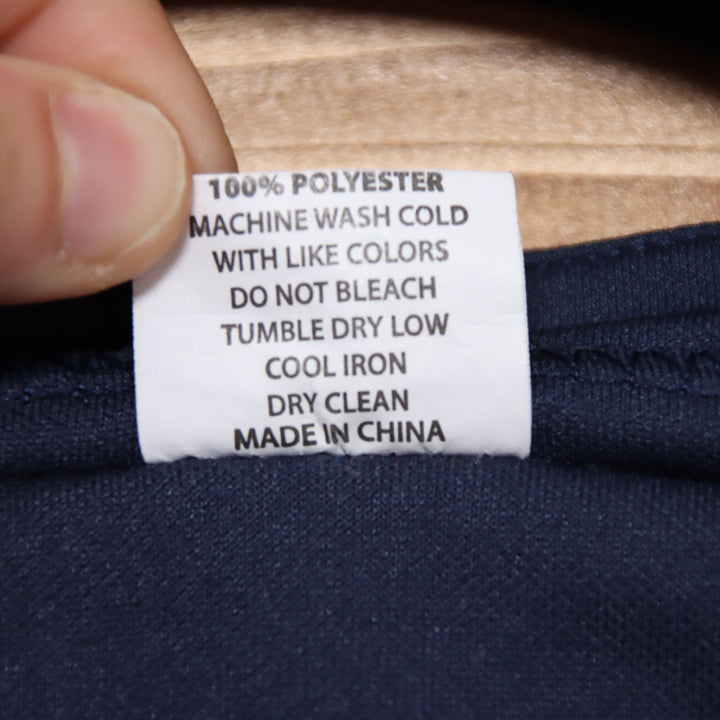 100% POLYESTER
MACHINE WASH COLD
WITH LIKE COLORS
DO NOT BLEACH
TUMBLE DRY LOW
COOL IRON
DRY CLEAN
MADE IN CHINA